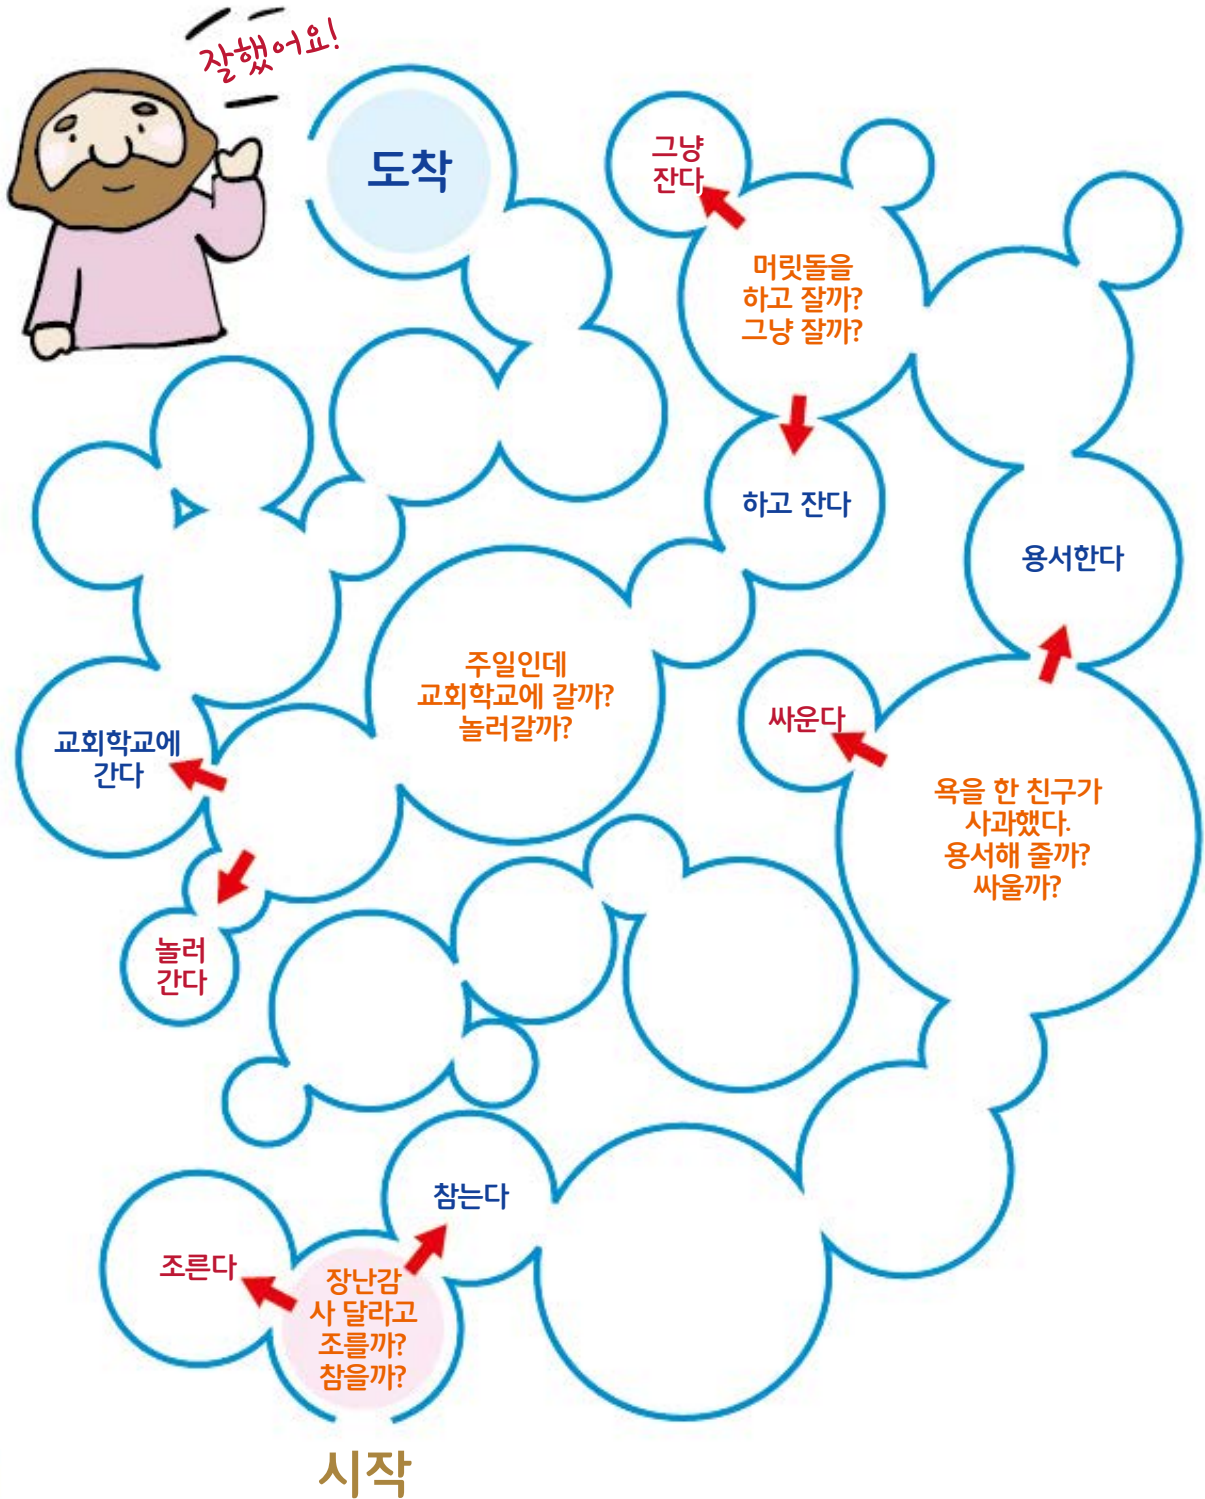 잘했어요!
도착
그냥
잔다
머릿돌을
하고 잘까?
그냥 잘까?
하고 잔다
용서한다
주일인데
교회학교에 갈까?
놀러갈까?
싸운다
교회학교에
간다
욕을 한 친구가
사과했다.
용서해 줄까?
싸울까?
놀러
간다
참는다
조른다
장난감
사 달라고
조를까?
참을까?
시작